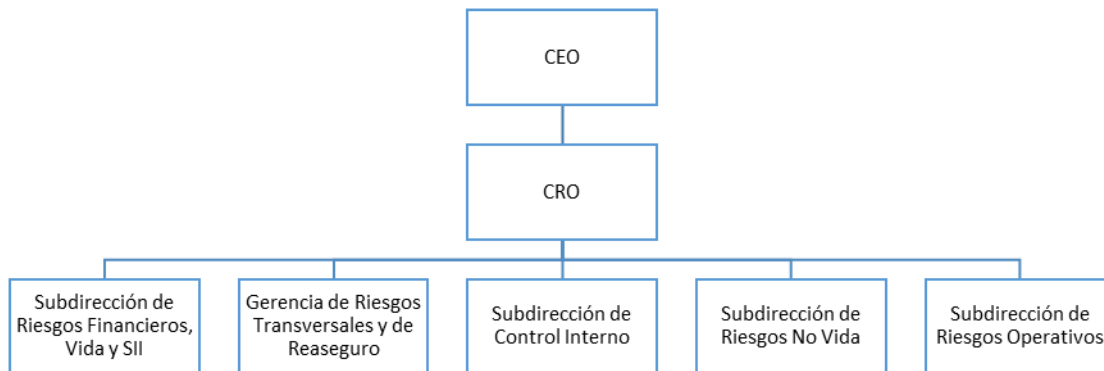 CEO
CRO
Subdirección de
Riesgos Financieros,
Vida y SII
Gerencia de Riesgos
Transversales y de
Reaseguro
Subdirección de
Control Interno
Subdirección de
Riesgos No Vida
Subdirección de
Riesgos Operativos